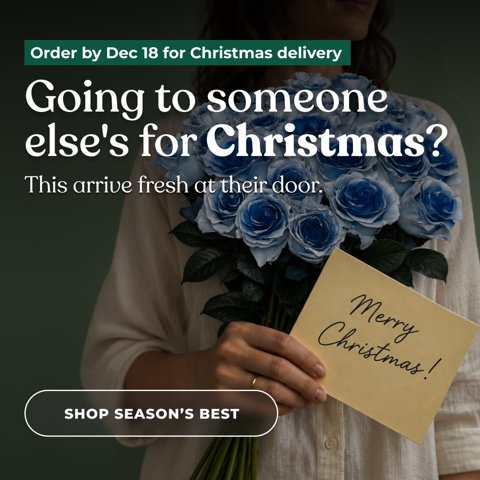 Order by Dec 18 for Christmas delivery
Going to someone
else's for Christmas?
This arrive fresh at their door.
Merry
Christmas!
SHOP SEASON'S BEST